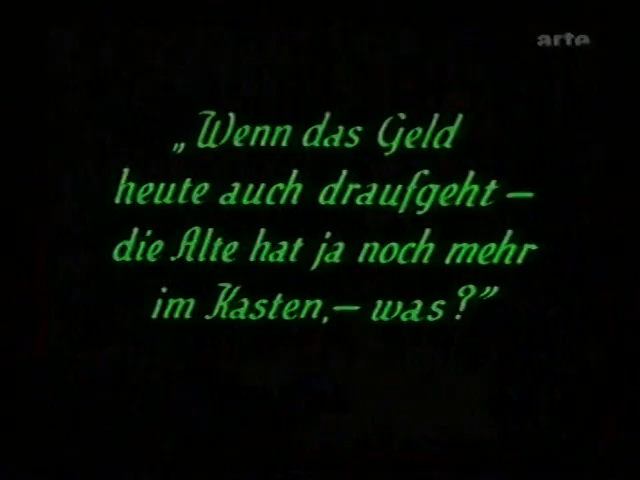 arte
„Wenn das Geld
heute auch draufgeht –
die Alte hat ja noch mehr
im Kasten,– was?”